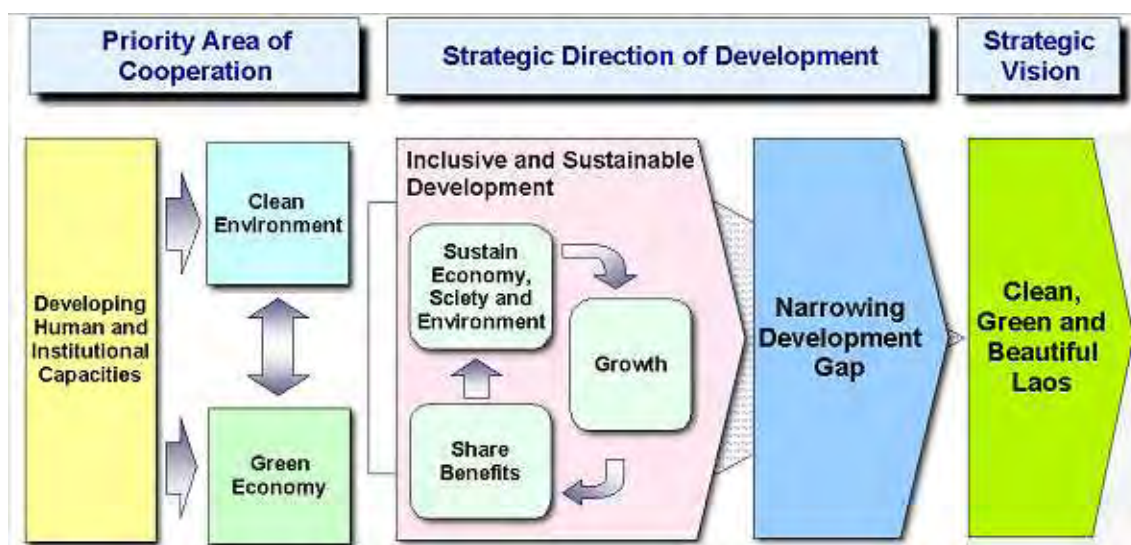 Priority Area of
Cooperation
Strategic Direction of Development
Strategic
Vision
Developing
Human and
Institutional
Capacities
Clean
Environment
Green
Economy
Inclusive and Sustainable
Development
Sustain
Economy,
Sciety and
Environment
Growth
Share
Benefits
Narrowing
Development
Gap
Clean,
Green and
Beautiful
Laos